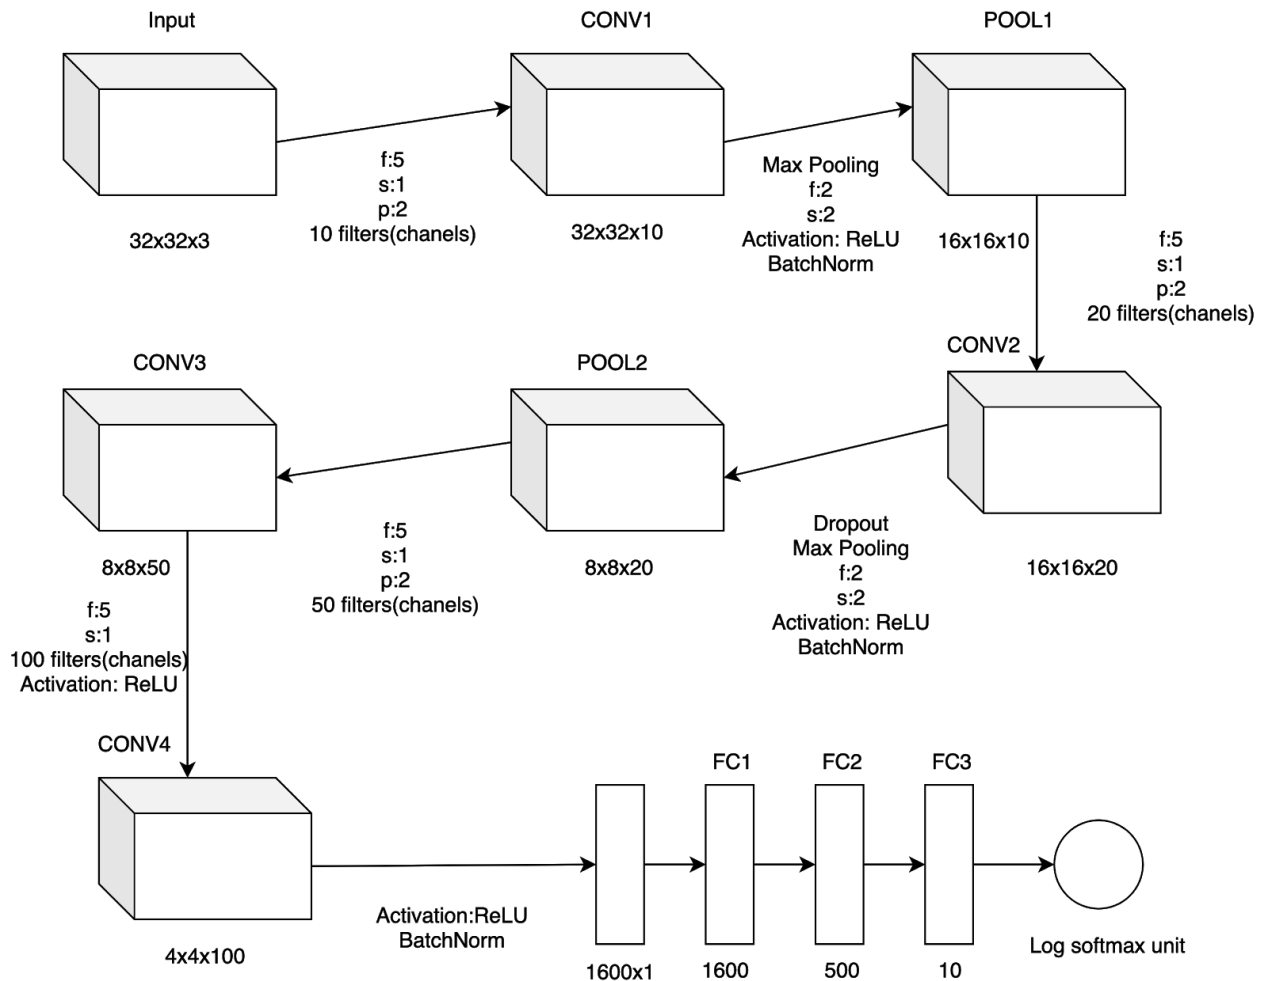 Input
32x32x3
f:5
s:1
p:2
10 filters(chanels)
CONV1
32x32x10
Max Pooling
f:2
s:2
Activation: ReLU
BatchNorm
POOL1
16x16x10
f:5
s:1
p:2
20 filters(chanels)
CONV2
16x16x20
Dropout
Max Pooling
f:2
s:2
Activation: ReLU
BatchNorm
POOL2
8x8x20
f:5
s:1
p:2
50 filters(chanels)
CONV3
8x8x50
f:5
s:1
100 filters(chanels)
Activation: ReLU
CONV4
4x4x100
Activation:ReLU
BatchNorm
1600x1
FC1
1600
FC2
500
FC3
10
Log softmax unit